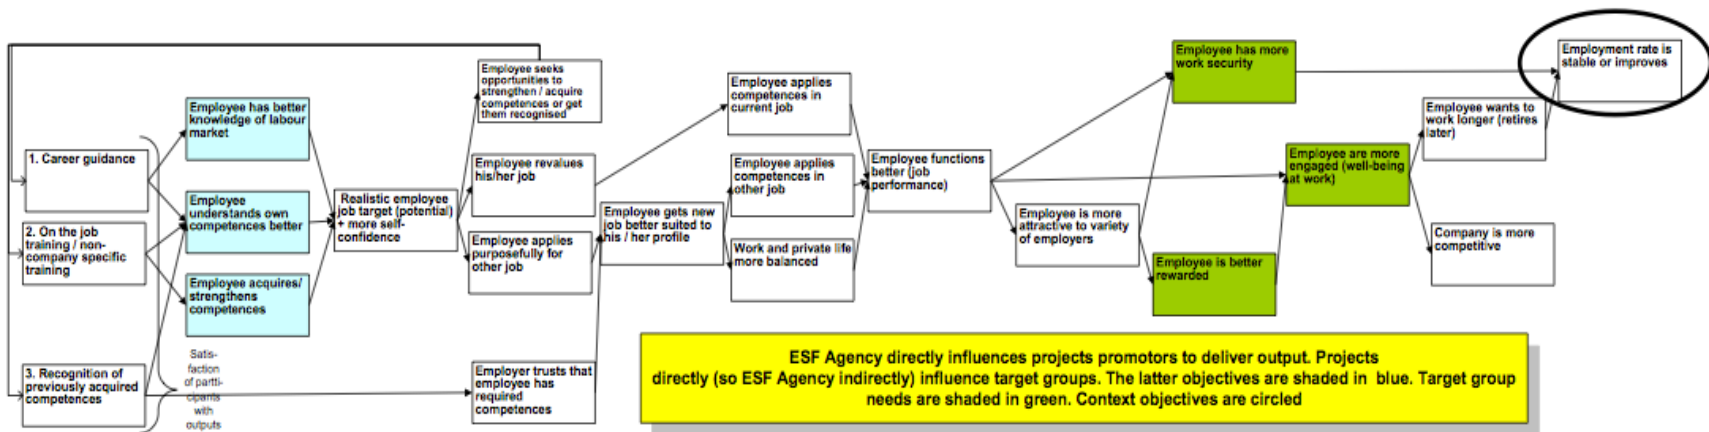 1. Career guidance
2. On the job
training / non-
company specific
training
3. Recognition of
previously acquired
competences
Satis-
faction
of partti-
cipants
with
outputs
Employee has better
knowledge of labour
market
Employee
understands own
competences better
Employee acquires/
strengthens
competences
Realistic employee
job target (potential)
+ more self-
confidence
Employee seeks
opportunities to
strengthen / acquire
competences or get
them recognised
Employee revalues
his/her job
Employee applies
purposefully for
other job
Employer trusts that
employee has
required
competences
Employee gets new
job better suited to
his / her profile
Employee applies
competences in
current job
Employee applies
competences in
other job
Work and private life
more balanced
Employee functions
better (job
performance)
Employee is more
attractive to variety
of employers
Employee has more
work security
Employee is better
rewarded
Employee are more
engaged (well-being
at work)
Employee wants to
work longer (retires
later)
Company is more
competitive
Employment rate is
stable or improves
ESF Agency directly influences projects promotors to deliver output. Projects
directly (so ESF Agency indirectly) influence target groups. The latter objectives are shaded in blue. Target group
needs are shaded in green. Context objectives are circled